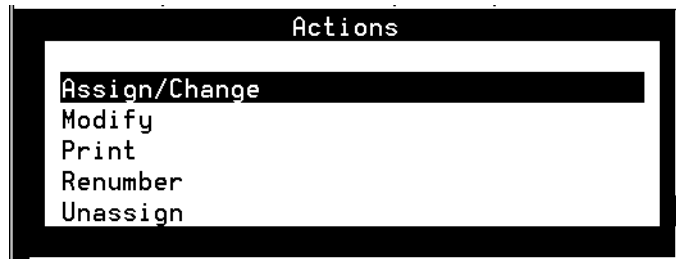 Actions
Assign/Change
Modify
Print
Renumber
Unassign